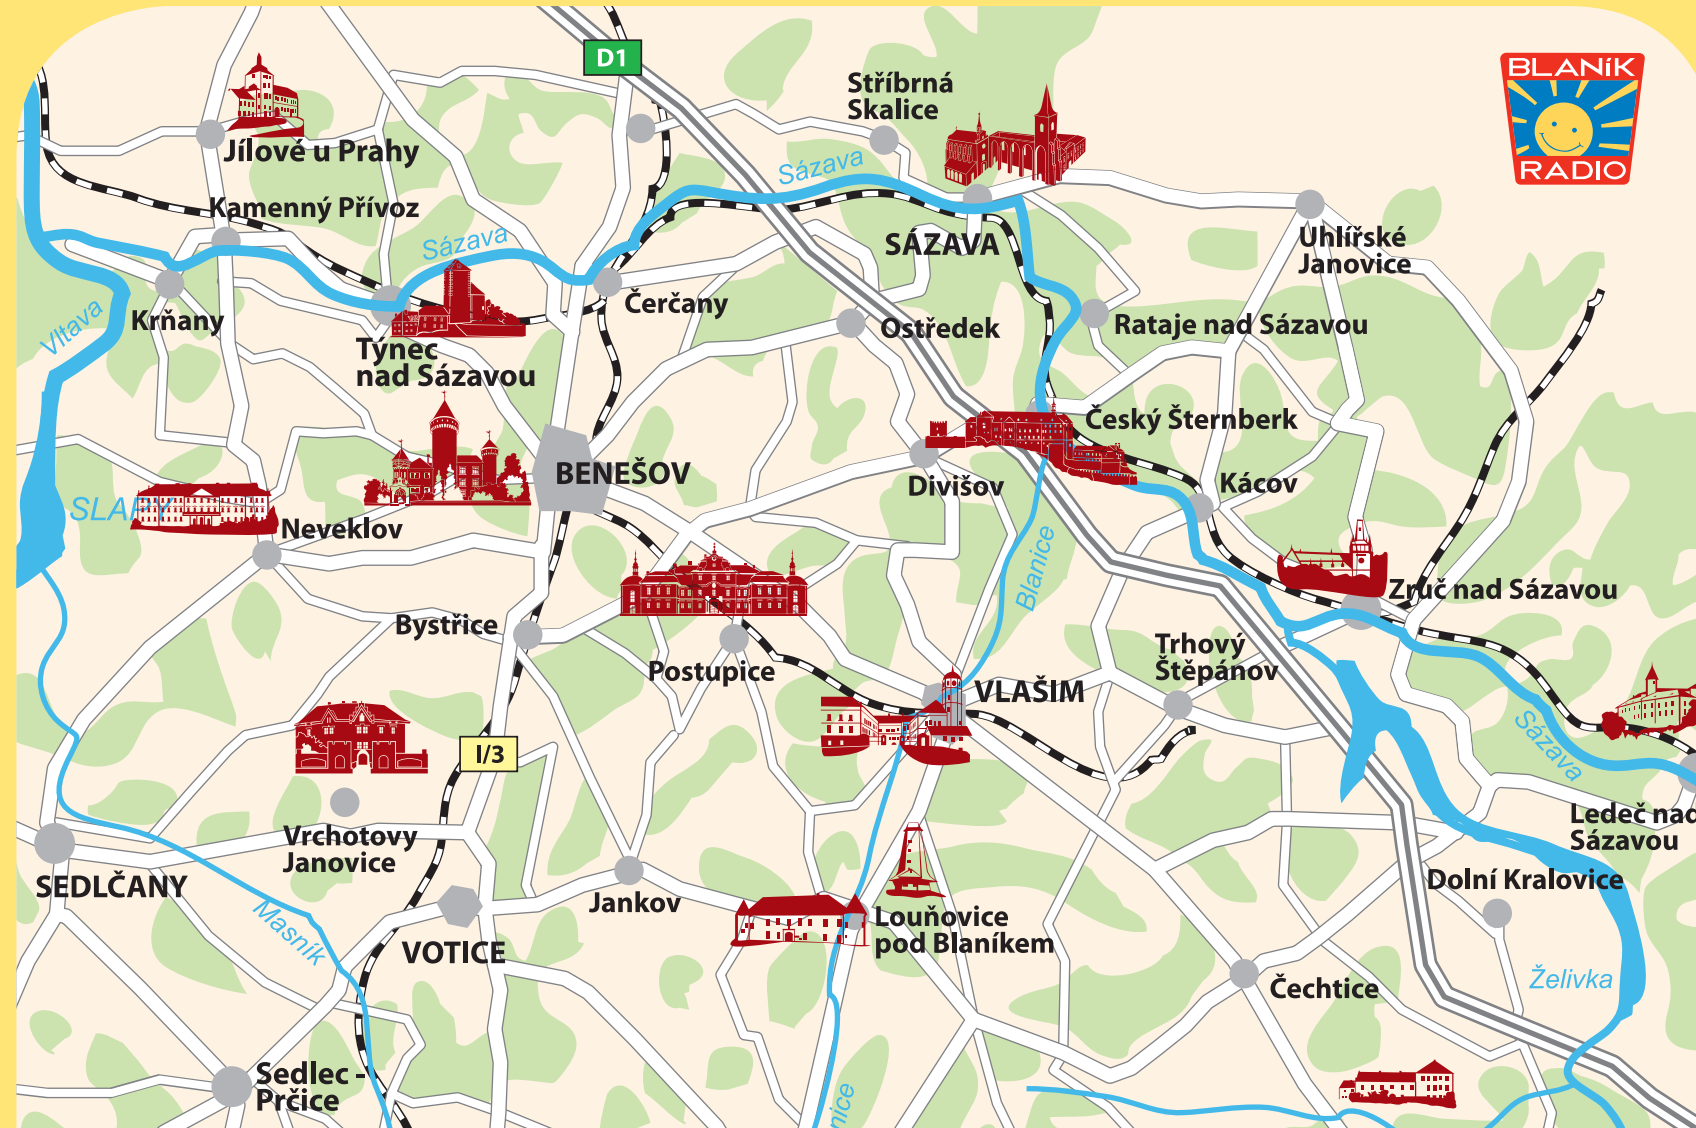 D1
BLANíK
RADIO
Stříbrná
Skalice
Jílové u Prahy
Sázava
Kamenný Přívoz
Sázava
SÁZAVA
Uhlířské
Janovice
Vltava
Krňany
Čerčany
Ostředek
Rataje nad Sázavou
Týnec
nad Sázavou
Český Šternberk
BENEŠOV
Divišov
Kácov
SLAPY
Neveklov
Blanice
Zruč nad Sázavou
Bystřice
Postupice
Trhový
Štěpánov
VLAŠIM
I/3
Sázava
Vrchotovy
Janovice
Ledeč nad
Sázavou
SEDLČANY
Jankov
Dolní Kralovice
Masník
VOTICE
Louňovice
pod Blaníkem
Čechtice
Želivka
Sedlec -
Prčice
nice